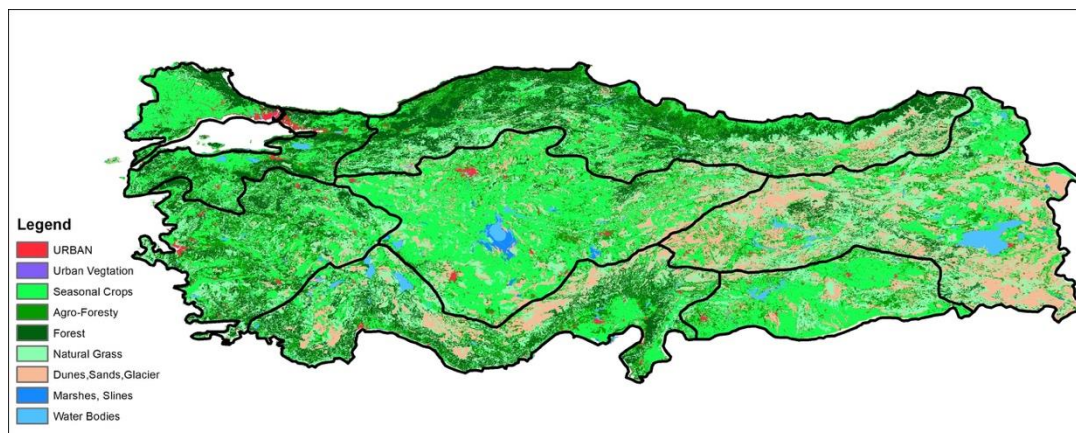 Legend
URBAN
Urban Vegtation
Seasonal Crops
Agro-Foresty
Forest
Natural Grass
Dunes,Sands,Glacier
Marshes, Slines
Water Bodies